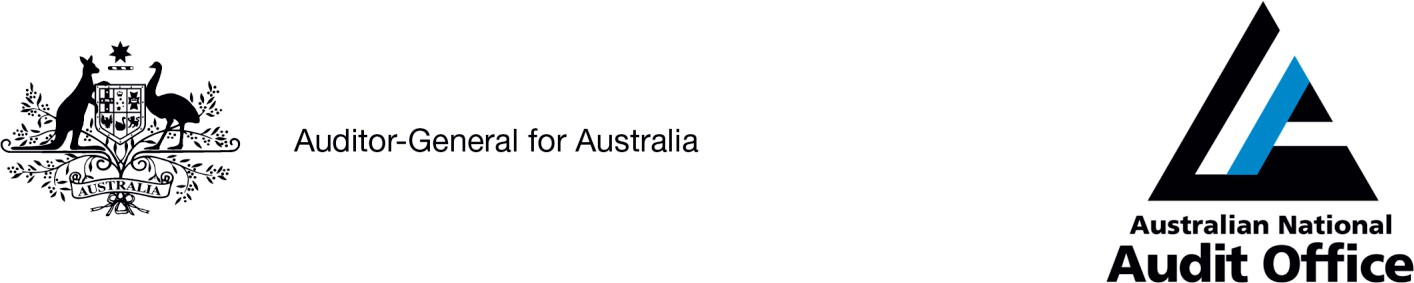 AUSTRALIA
Auditor-General for Australia
Australian National
Audit Office